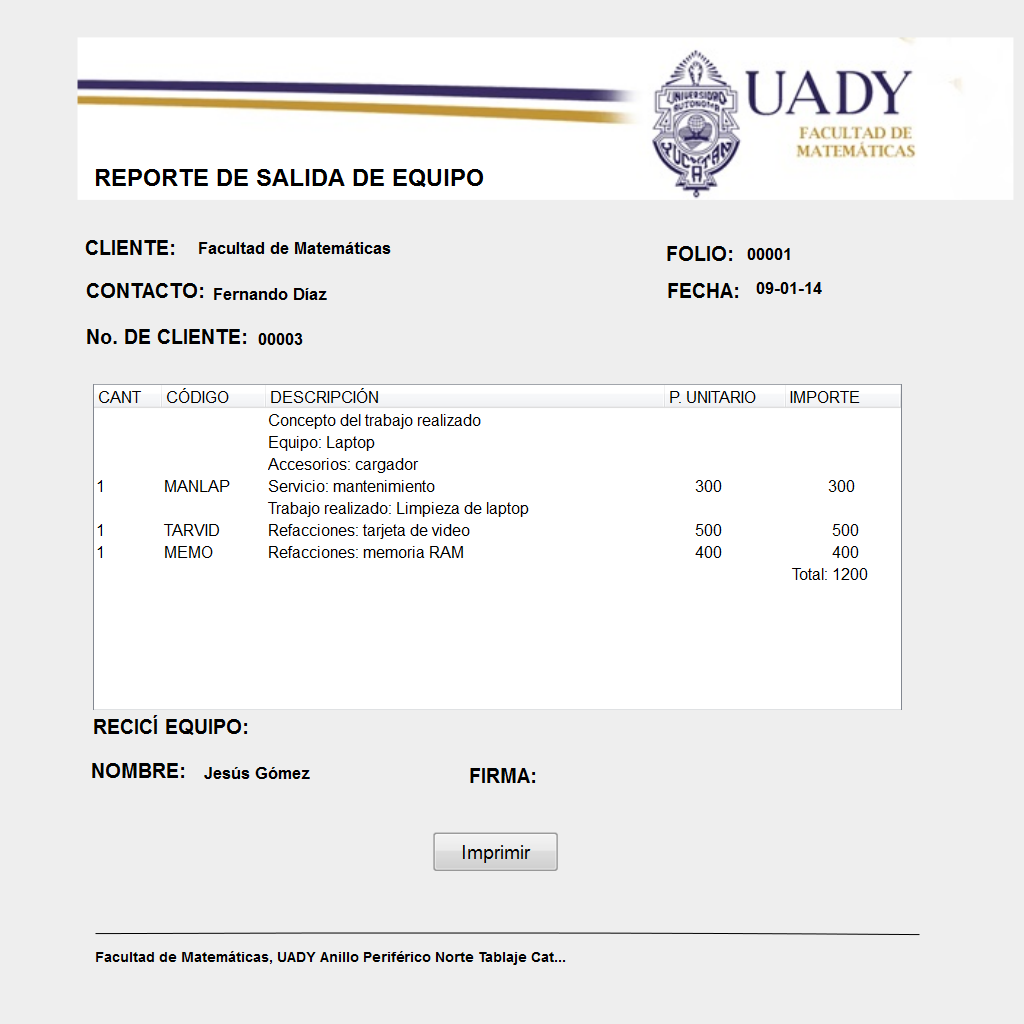 UNIVERSIDAD
AUTONOMA
YUCATAN
UADY
FACULTAD DE
MATEMÁTICAS
REPORTE DE SALIDA DE EQUIPO
CLIENTE: Facultad de Matemáticas
FOLIO: 00001
CONTACTO: Fernando Díaz
FECHA: 09-01-14
No. DE CLIENTE: 00003
CANT CÓDIGO DESCRIPCIÓN P. UNITARIO IMPORTE
Concepto del trabajo realizado
Equipo: Laptop
Accesorios: cargador
1 MANLAP Servicio: mantenimiento 300 300
Trabajo realizado: Limpieza de laptop
1 TARVID Refacciones: tarjeta de video 500 500
1 MEMO Refacciones: memoria RAM 400 400
Total: 1200
RECICÍ EQUIPO:
NOMBRE: Jesús Gómez FIRMA:
Imprimir
Facultad de Matemáticas, UADY Anillo Periférico Norte Tablaje Cat...